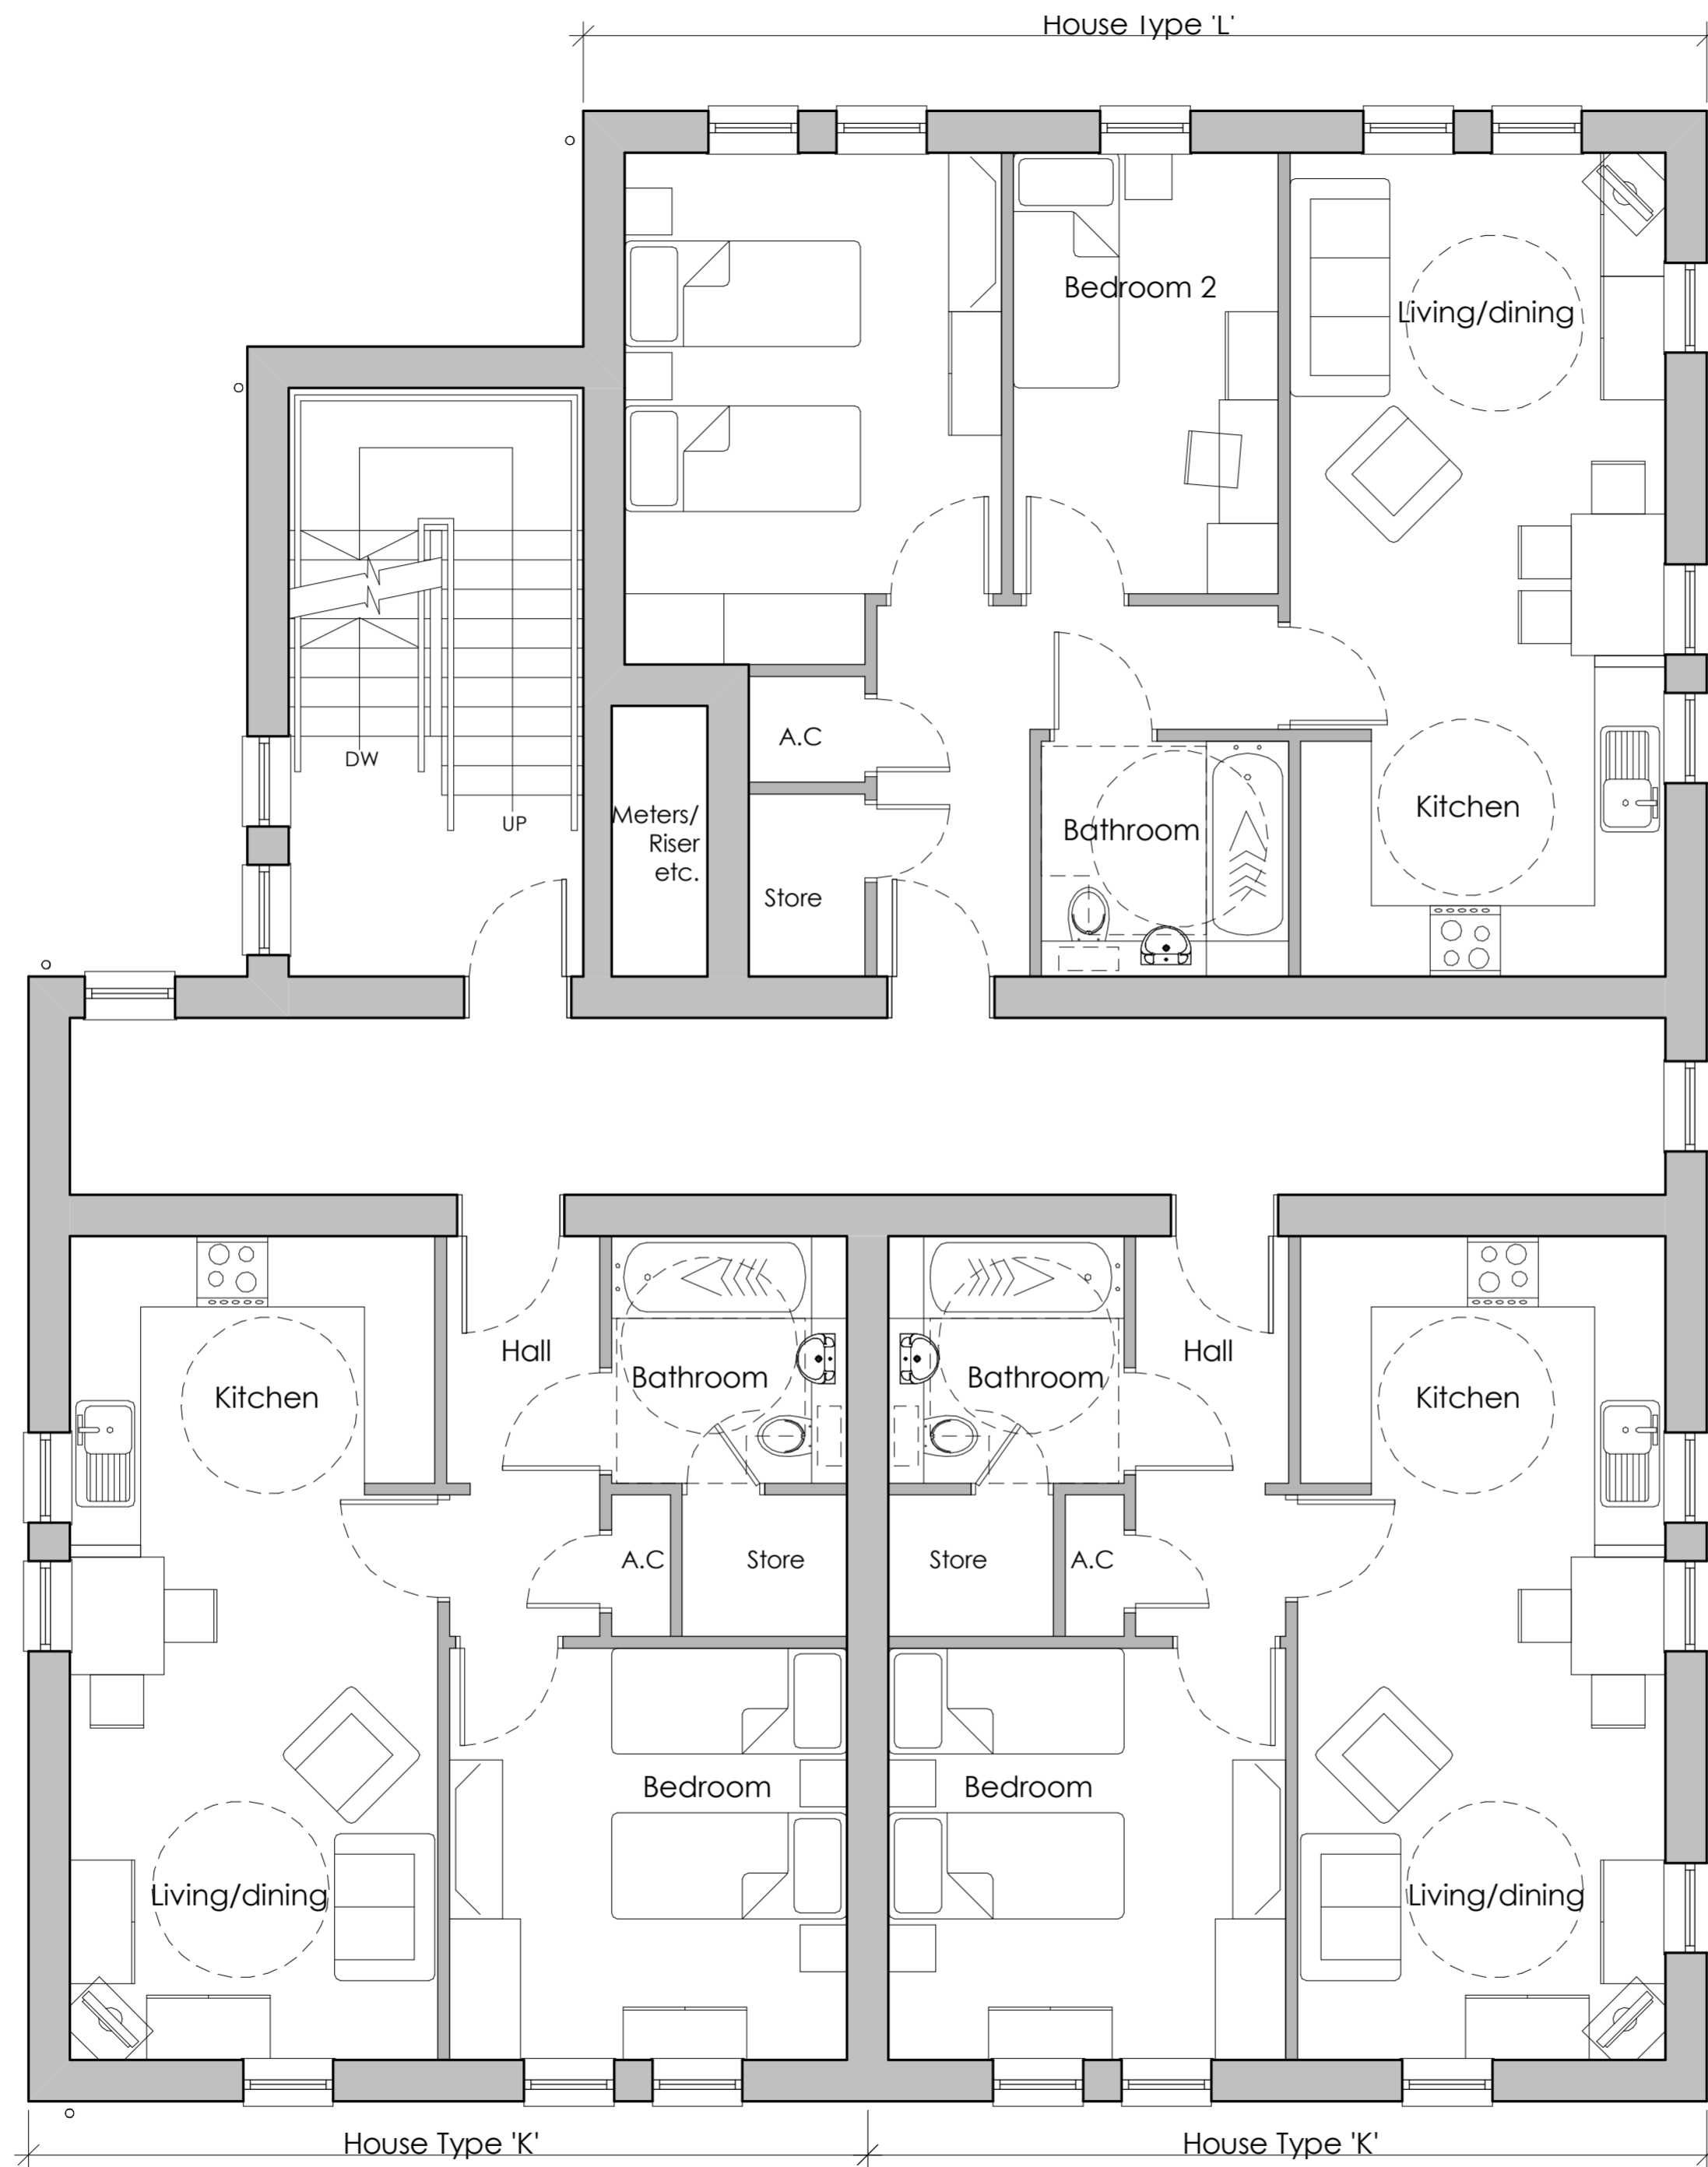 House Type 'L'
Bedroom 2
Living/dining
DW
UP
Meters/
Riser
etc.
A.C
Store
Bathroom
Kitchen
Kitchen
Hall
Bathroom
Bathroom
Hall
Kitchen
A.C
Store
Store
A.C
Bedroom
Bedroom
Living/dining
Living/dining
House Type 'K'
House Type 'K'